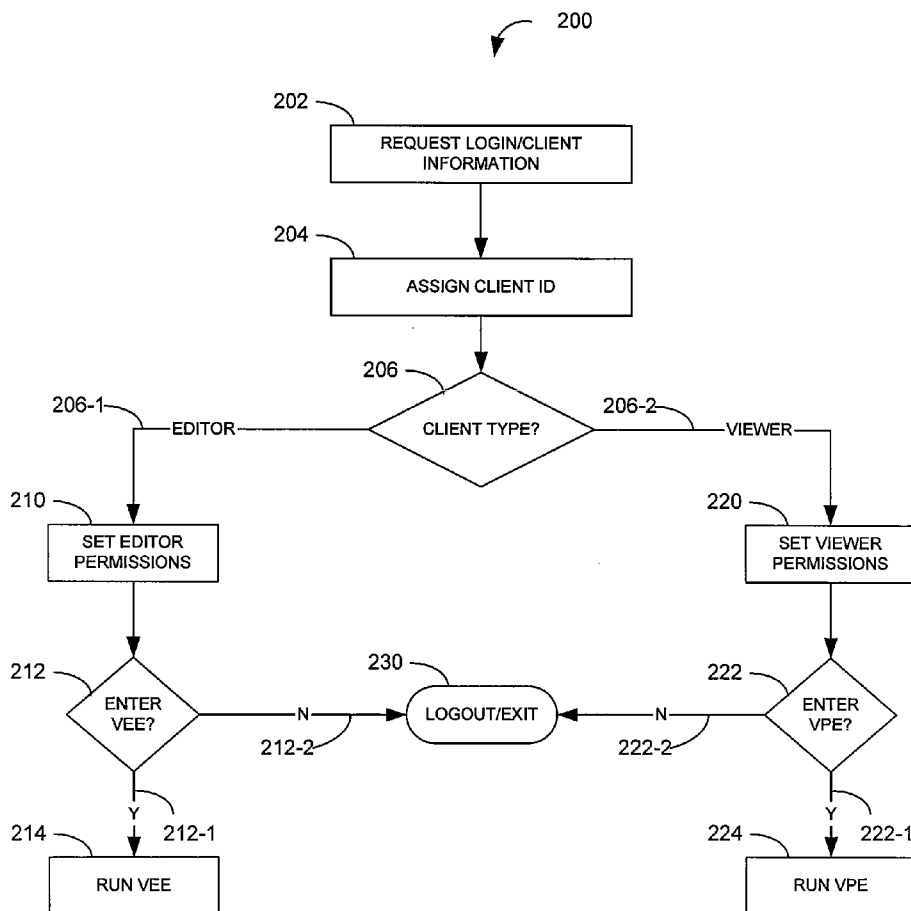 200
202
REQUEST LOGIN/CLIENT
INFORMATION
204
ASSIGN CLIENT ID
206
206-1
206-2
EDITOR
CLIENT TYPE?
VIEWER
210
220
SET EDITOR
PERMISSIONS
SET VIEWER
PERMISSIONS
212
230
222
ENTER
VEE?
N
LOGOUT/EXIT
N
ENTER
VPE?
212-2
222-2
Y
Y
214
212-1
224
222-1
RUN VEE
RUN VPE